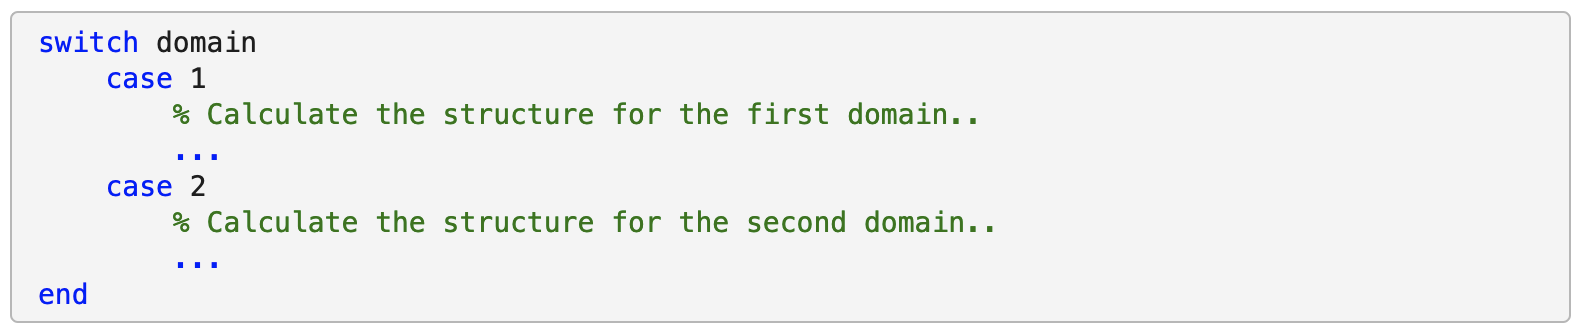 switch domain
    case 1
        % Calculate the structure for the first domain..
        ...
    case 2
        % Calculate the structure for the second domain..
        ...
end